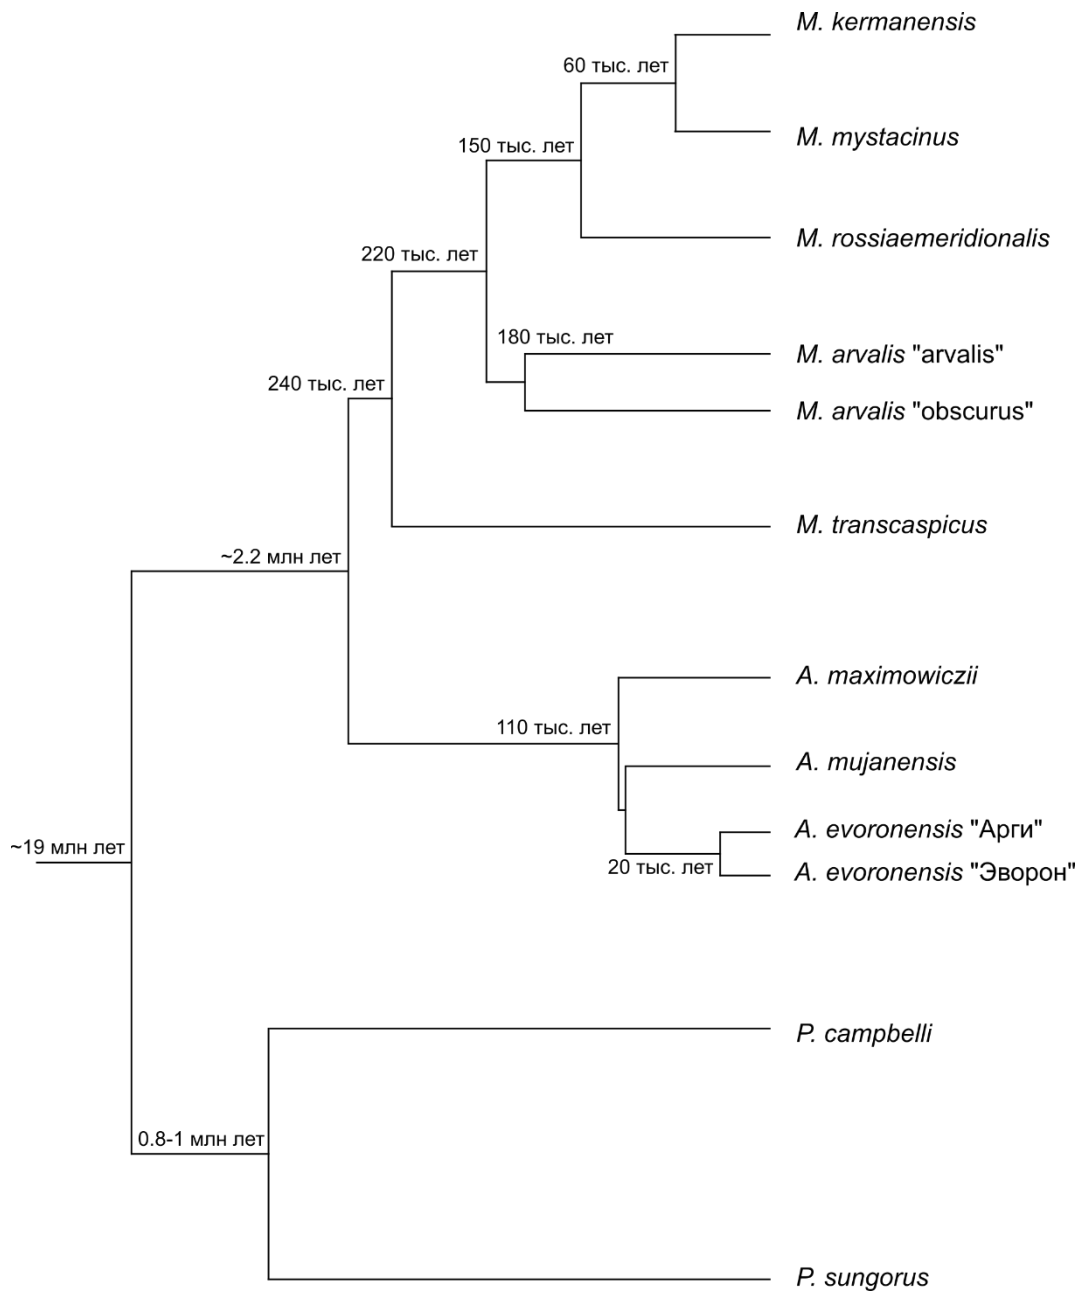 M. kermanensis
60 тыс. лет
M. mystacinus
150 тыс. лет
M. rossiaemeridionalis
220 тыс. лет
180 тыс. лет
M. arvalis "arvalis"
240 тыс. лет
M. arvalis "obscurus"
M. transcaspicus
~2.2 млн лет
A. maximowiczii
110 тыс. лет
A. mujanensis
A. evoronensis "Арги"
~19 млн лет
20 тыс. лет
A. evoronensis "Эворон"
P. campbelli
0.8-1 млн лет
P. sungorus